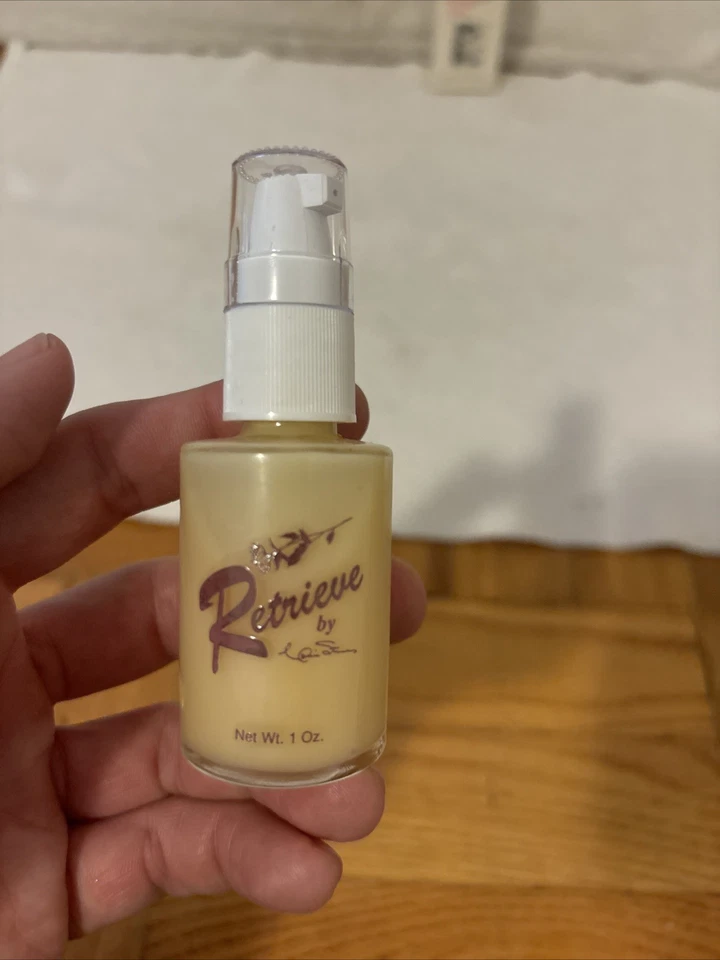 Retrieve
by
Net Wt. 1 Oz.